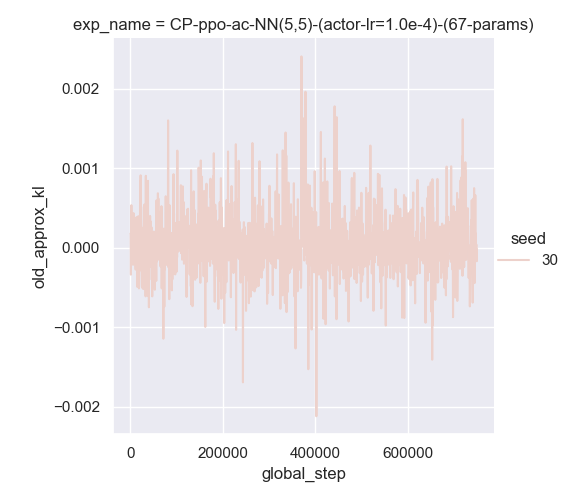 exp_name = CP-ppo-ac-NN(5,5)-(actor-lr=1.0e-4)-(67-params)
0.002
0.001
0.000
−0.001
−0.002
old_approx_kl
0
200000
400000
600000
global_step
seed
30